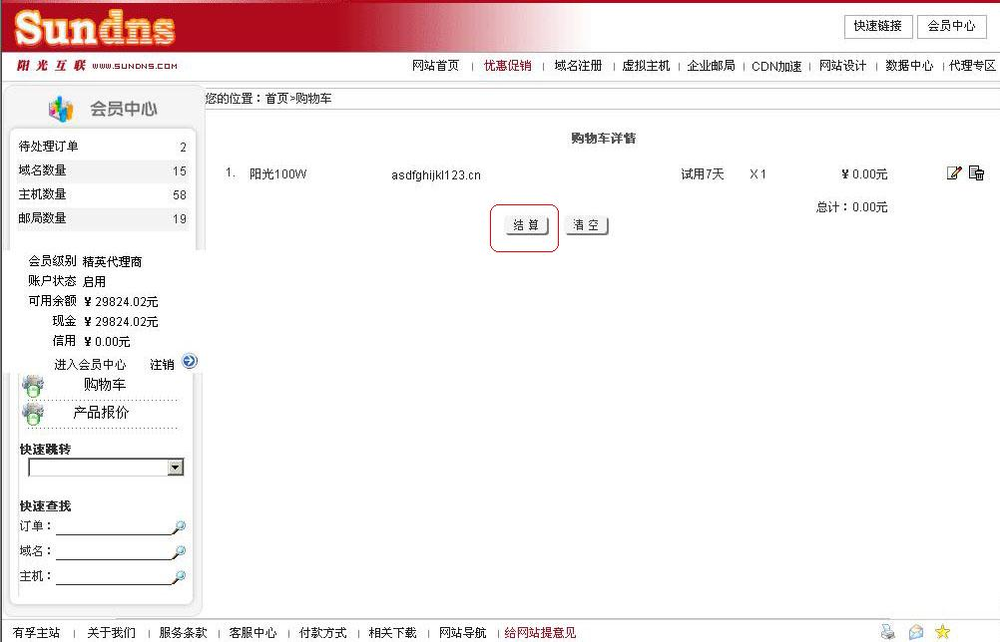 Sundns
快速链接 会员中心
阳光互联 WWW.SUNDNS.COM
网站首页 | 优惠促销 | 域名注册 | 虚拟主机 | 企业邮局 | CDN加速 | 网站设计 | 数据中心 | 代理专区
会员中心
待处理订单 2
域名数量 15
主机数量 58
邮局数量 19
会员级别 精英代理商
账户状态 启用
可用余额 ¥ 29824.02元
现金 ¥ 29824.02元
信用 ¥ 0.00元
进入会员中心 注销
购物车
产品报价
快速跳转
快速查找
订单：
域名：
主机：
您的位置：首页>购物车
购物车详情
1. 阳光100W asdfghijkl123.cn 试用7天 X 1 ¥ 0.00元
总计：0.00元
结 算 清 空
有孚主站 | 关于我们 | 服务条款 | 客服中心 | 付款方式 | 相关下载 | 网站导航 | 给网站提意见